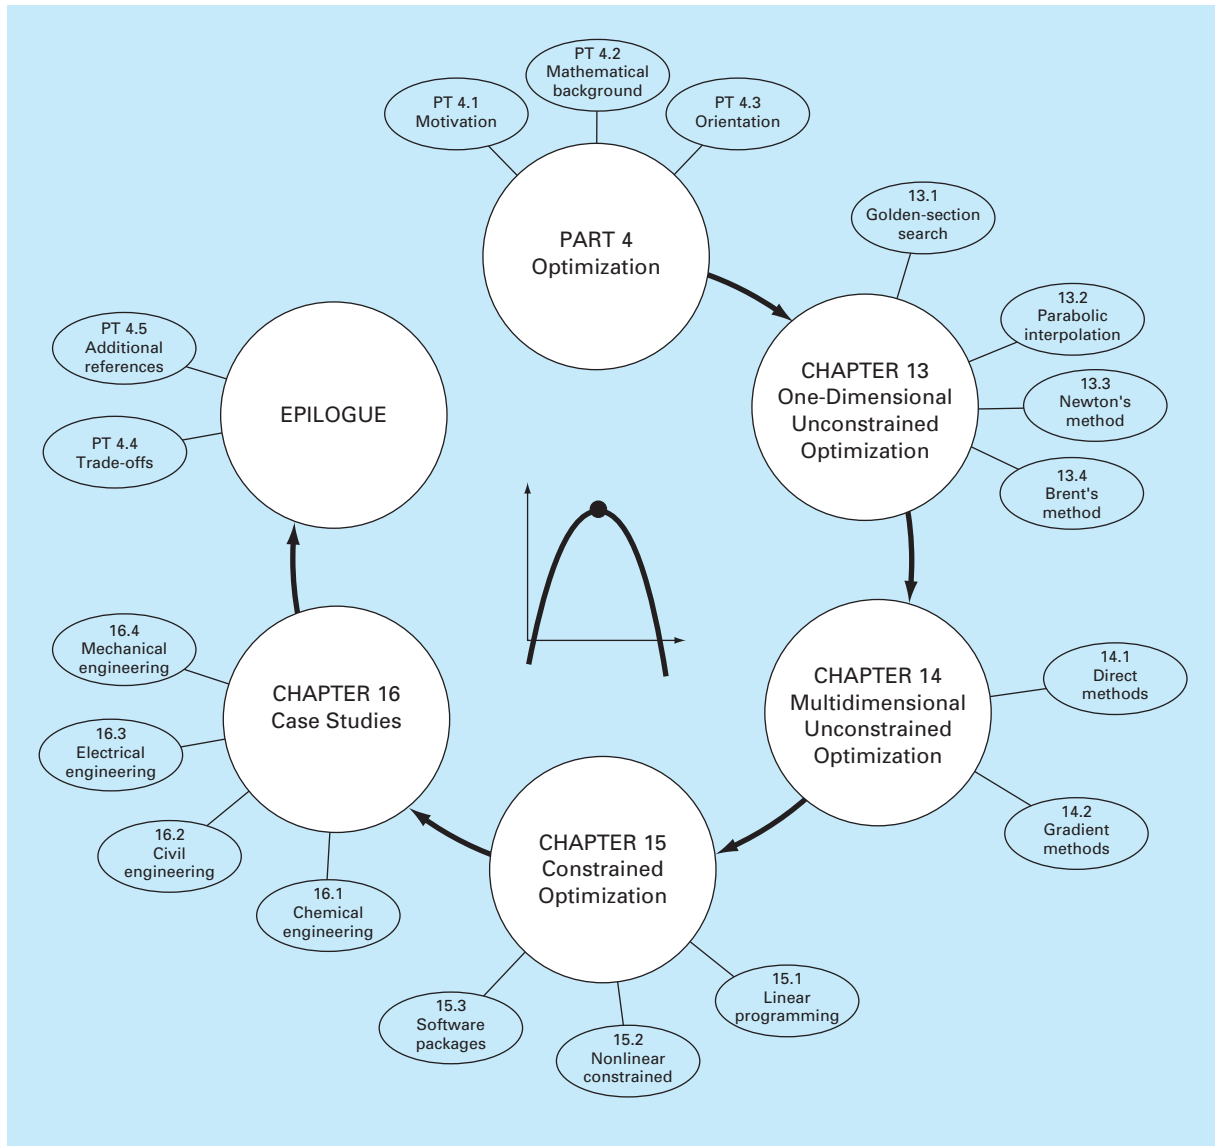 PT 4.1
Motivation
PT 4.2
Mathematical
background
PT 4.3
Orientation
PART 4
Optimization
13.1
Golden-section
search
13.2
Parabolic
interpolation
13.3
Newton's
method
13.4
Brent's
method
CHAPTER 13
One-Dimensional
Unconstrained
Optimization
14.1
Direct
methods
14.2
Gradient
methods
CHAPTER 14
Multidimensional
Unconstrained
Optimization
15.1
Linear
programming
15.2
Nonlinear
constrained
15.3
Software
packages
CHAPTER 15
Constrained
Optimization
16.1
Chemical
engineering
16.2
Civil
engineering
16.3
Electrical
engineering
16.4
Mechanical
engineering
CHAPTER 16
Case Studies
PT 4.4
Trade-offs
PT 4.5
Additional
references
EPILOGUE